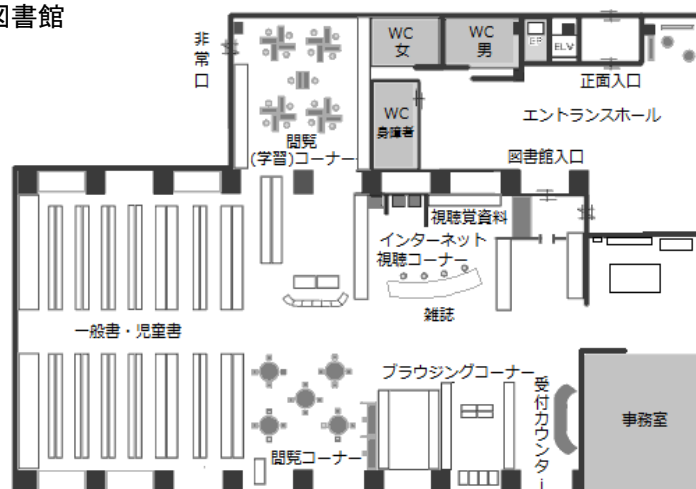 図書館
非常口
WC
女
WC
男
EP
ELV
正面入口
エントランスホール
WC
身障者
閲覧
(学習)コーナー
図書館入口
視聴覚資料
インターネット
視聴コーナー
雑誌
一般書・児童書
ブラウジングコーナー
受付カウンター
事務室
閲覧コーナー